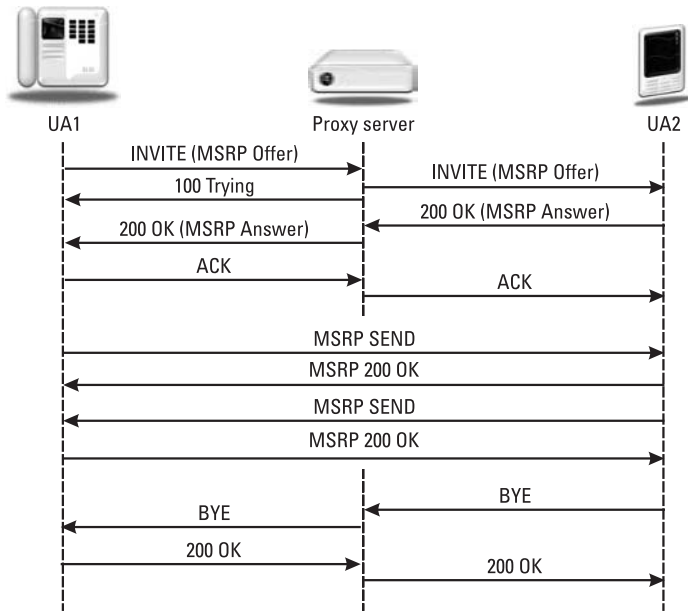 UA1
Proxy server
UA2
INVITE (MSRP Offer)
INVITE (MSRP Offer)
100 Trying
200 OK (MSRP Answer)
200 OK (MSRP Answer)
ACK
ACK
MSRP SEND
MSRP 200 OK
MSRP SEND
MSRP 200 OK
BYE
BYE
200 OK
200 OK